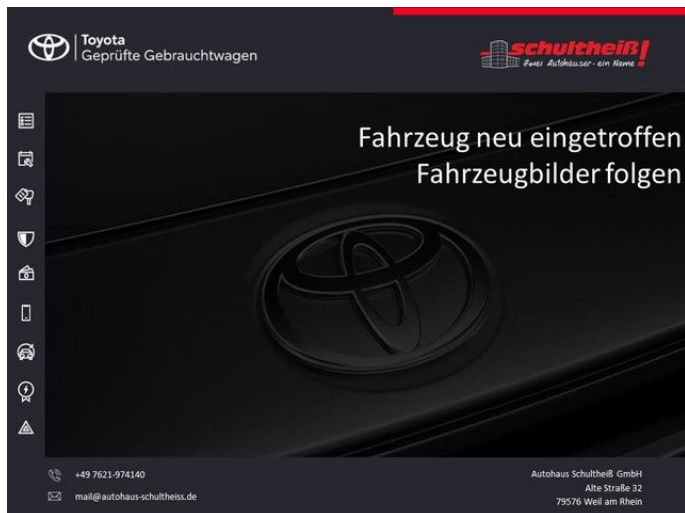 Toyota
Geprüfte Gebrauchtwagen
schultheiß!
Zwei Autohäuser - ein Name
Fahrzeug neu eingetroffen
Fahrzeugbilder folgen
+49 7621-974140
mail@autohaus-schultheiss.de
Autohaus Schultheiß GmbH
Alte Straße 32
79576 Weil am Rhein